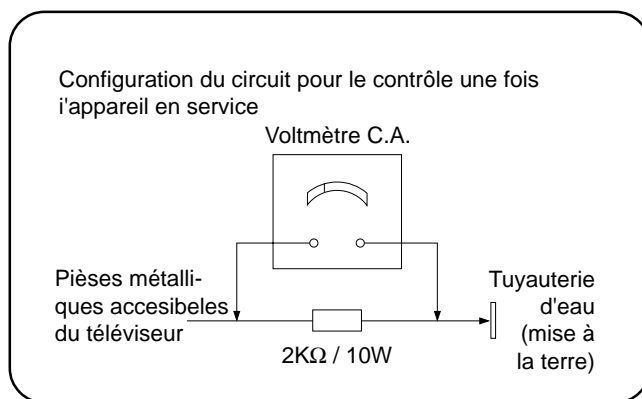 Configuration du circuit pour le contrôle une fois
i'appareil en service
Voltmètre C.A.
Pièses métalli-
ques accesibeles
du téléviseur
2KΩ / 10W
Tuyauterie
d'eau
(mise à
la terre)